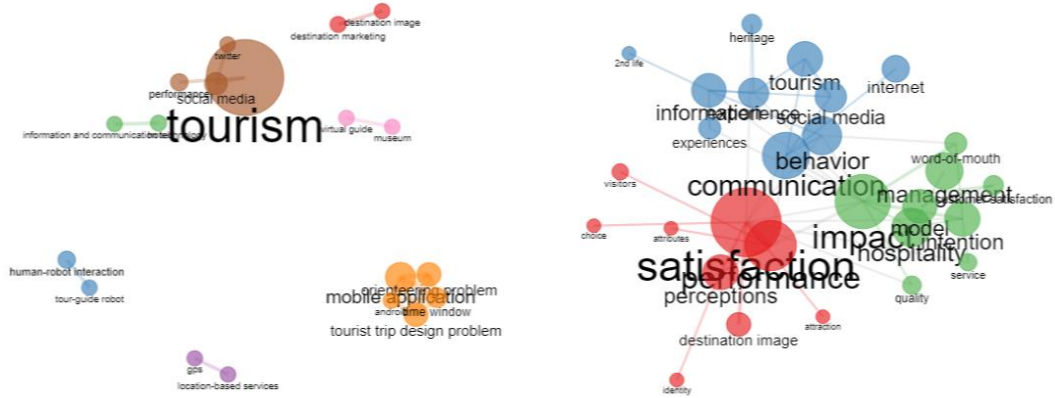 destination image
destination marketing
twitter
performance
social media
tourism
virtual guide
museum
human-robot interaction
tour-guide robot
orienteering problem
mobile application
android
time window
tourist trip design problem
gps
location-based services
heritage
2nd life
tourism
internet
information
experience
social media
experiences
behavior
word-of-mouth
visitors
communication
management
customer satisfaction
choice
attributes
impact
model
intention
hospitality
satisfaction
performance
service
perceptions
quality
attraction
destination image
identity